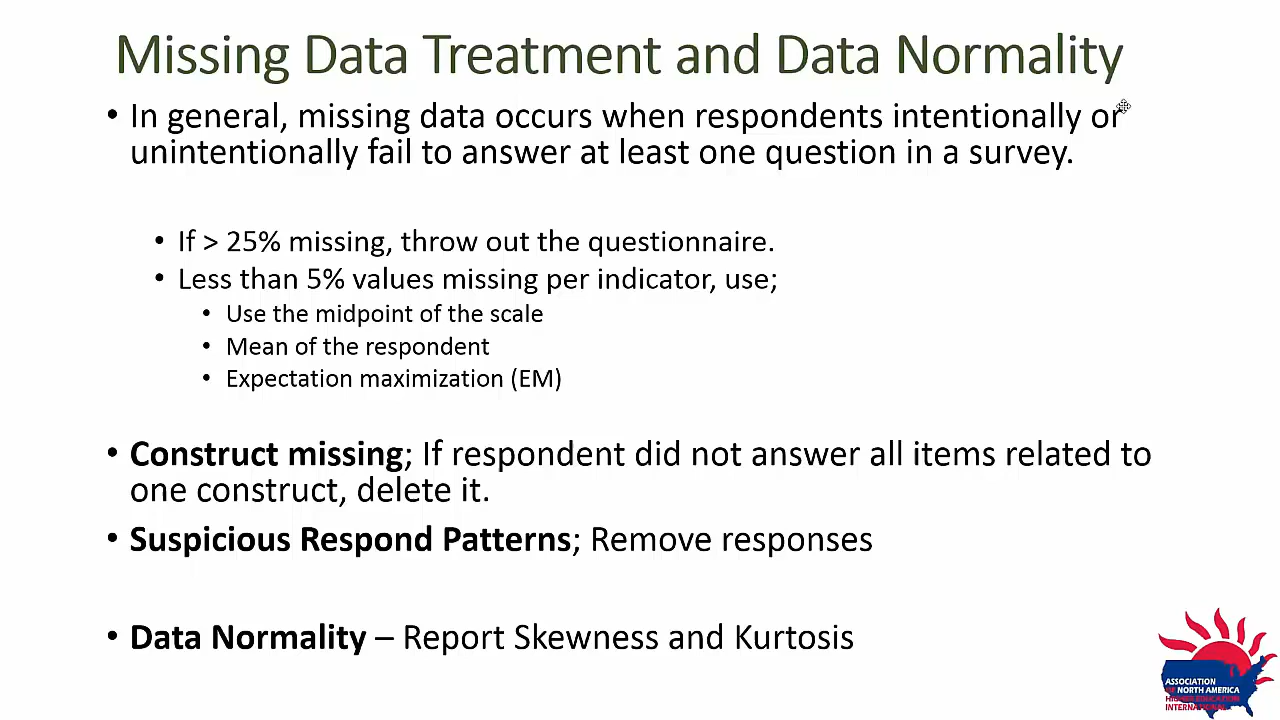 Missing Data Treatment and Data Normality
• In general, missing data occurs when respondents intentionally or
unintentionally fail to answer at least one question in a survey.
• If > 25% missing, throw out the questionnaire.
• Less than 5% values missing per indicator, use;
• Use the midpoint of the scale
• Mean of the respondent
• Expectation maximization (EM)
• Construct missing; If respondent did not answer all items related to
one construct, delete it.
• Suspicious Respond Patterns; Remove responses
• Data Normality – Report Skewness and Kurtosis
ASSOCIATION
OF NORTH AMERICA
HIGHER EDUCATION
INTERNATIONAL